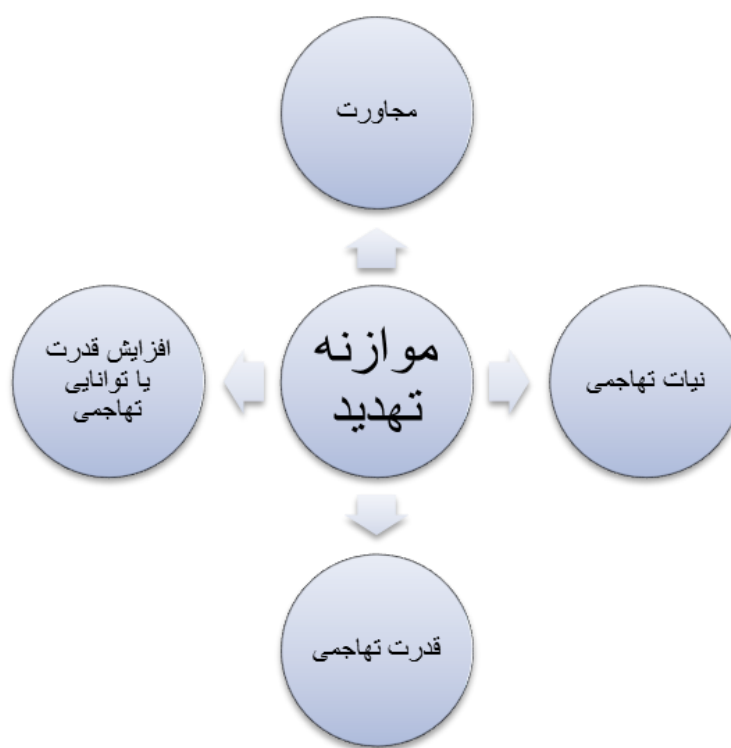 مجاورت
افزایش قدرت
یا توانایی
تهاجمی
موازنه
تهدید
نیات تهاجمی
قدرت تهاجمی